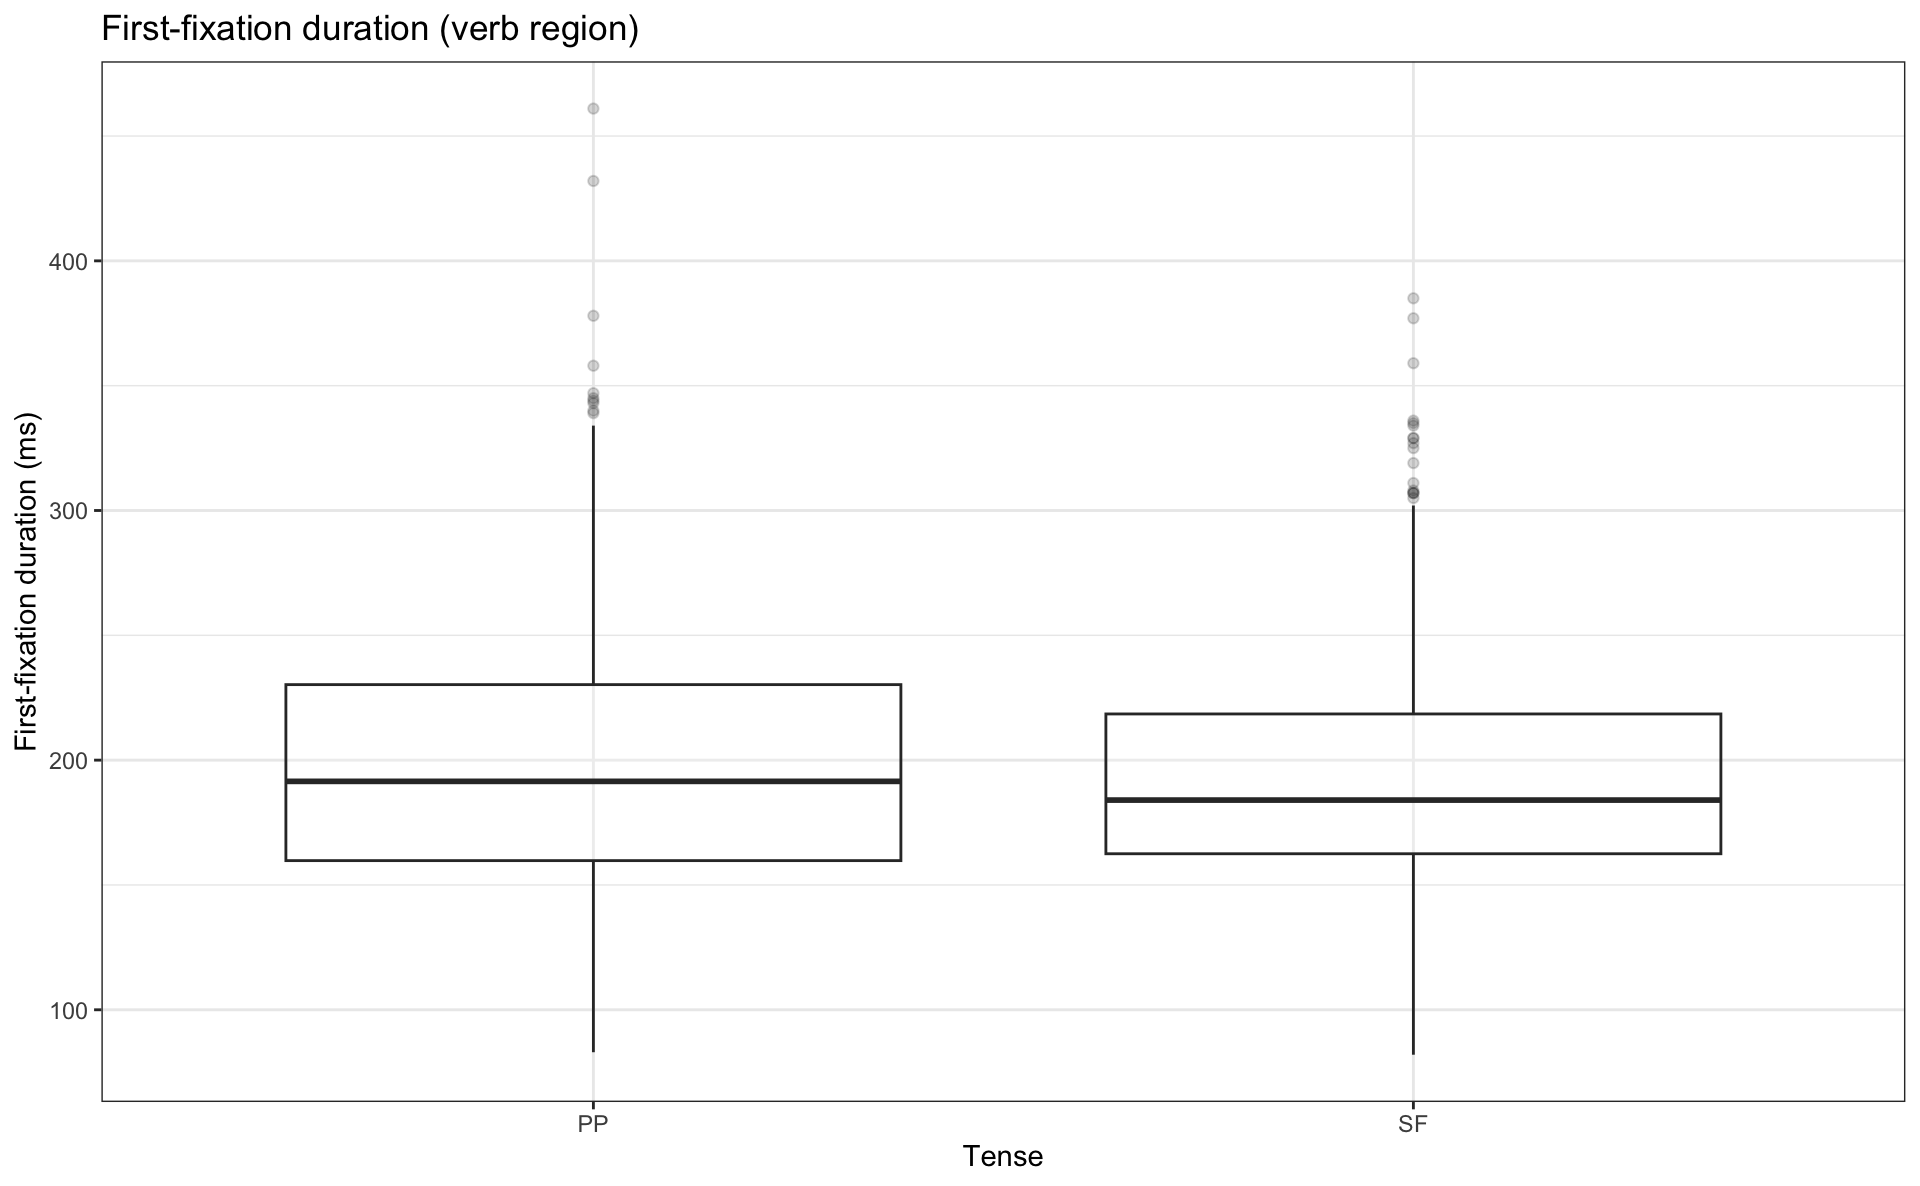 First-fixation duration (verb region)
First-fixation duration (ms)
400
300
200
100
PP
SF
Tense